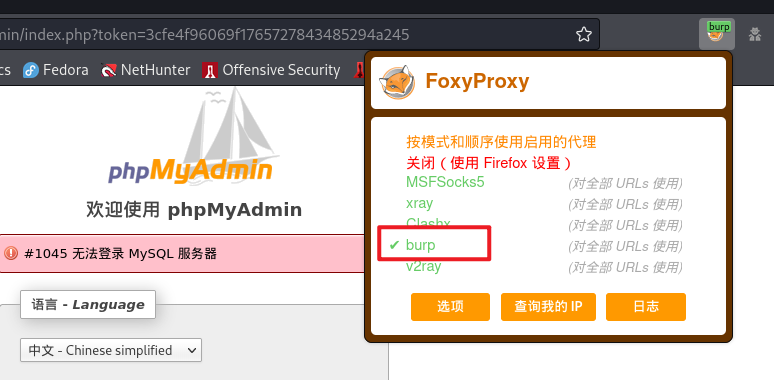 min/index.php?token=3cfe4f96069f1765727843485294a245
burp
cs Fedora NetHunter Offensive Security
FoxyProxy
按模式和顺序使用启用的代理
关闭（使用 Firefox 设置）
MSFSocks5 (对全部 URLs 使用)
xray (对全部 URLs 使用)
Clashx (对全部 URLs 使用)
✔ burp (对全部 URLs 使用)
v2ray (对全部 URLs 使用)
选项 查询我的 IP 日志
phpMyAdmin
欢迎使用 phpMyAdmin
#1045 无法登录 MySQL 服务器
语言 - Language
中文 - Chinese simplified